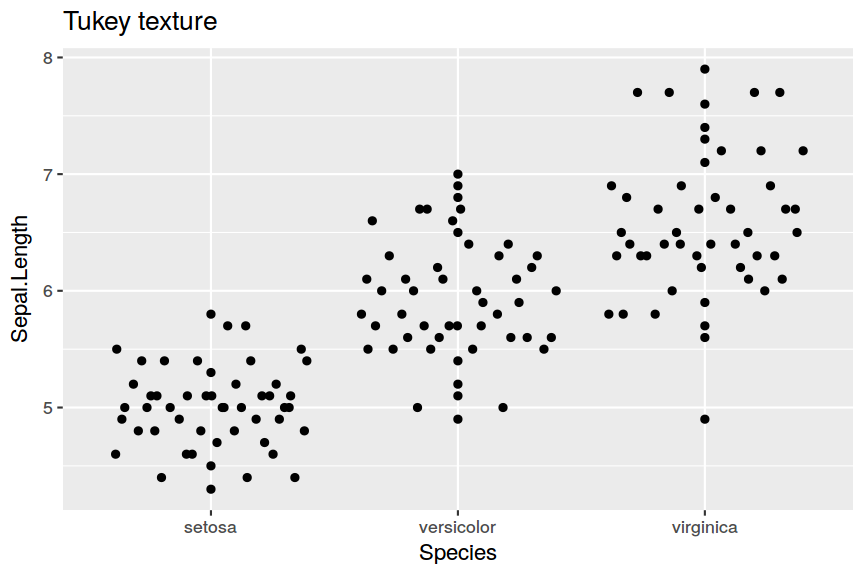 Tukey texture
8
7
6
5
Sepal.Length
setosa versicolor virginica
Species